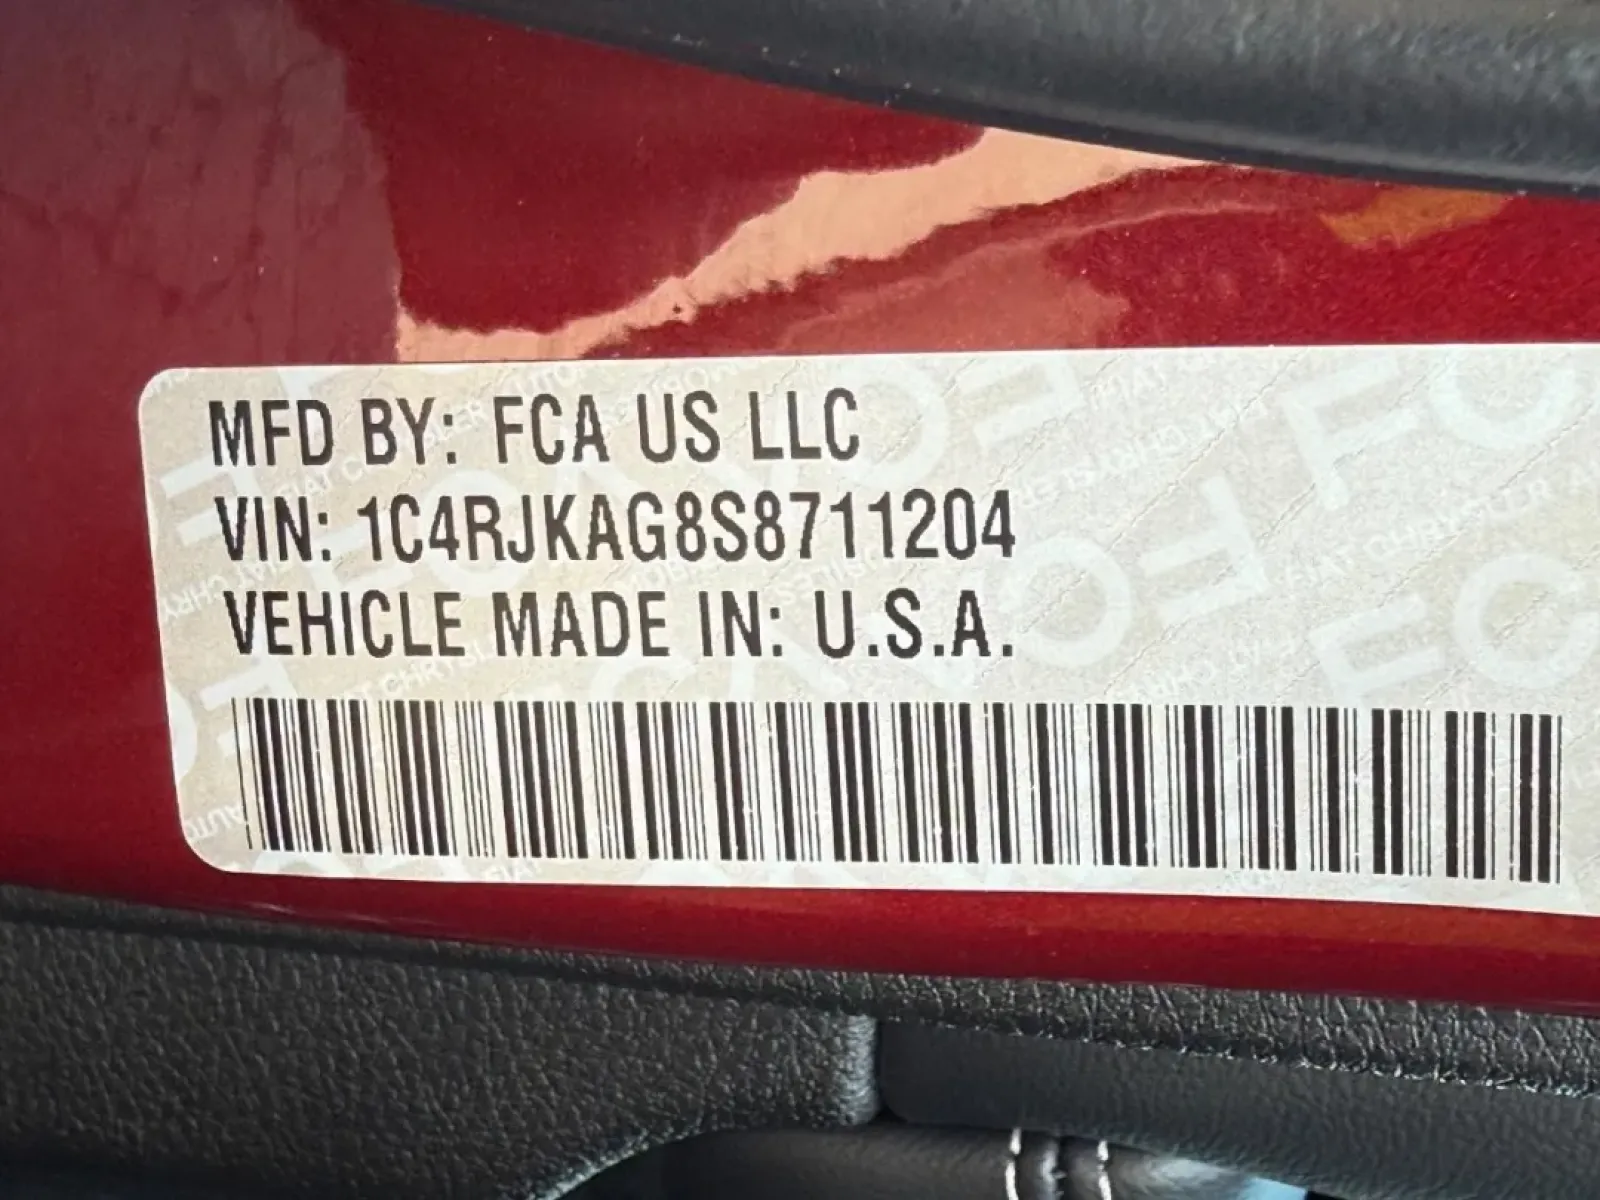 MFD BY: FCA US LLC
VIN: 1C4RJKAG8S8711204
VEHICLE MADE IN: U.S.A.